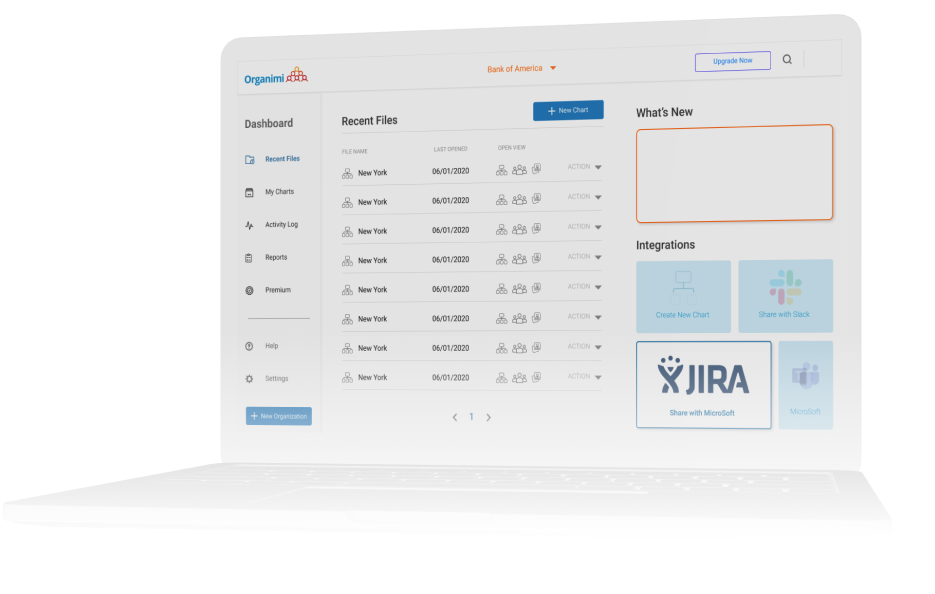 Organimi
Bank of America
Upgrade Now
Dashboard
Recent Files
My Charts
Activity Log
Reports
Premium
Help
Settings
+ New Organization
Recent Files
+ New Chart
FILE NAME LAST OPENED OPEN VIEW
New York 06/01/2020 ACTION
New York 06/01/2020 ACTION
New York 06/01/2020 ACTION
New York 06/01/2020 ACTION
New York 06/01/2020 ACTION
New York 06/01/2020 ACTION
New York 06/01/2020 ACTION
New York 06/01/2020 ACTION
< 1 >
What's New
Integrations
Create New Chart
Share with Slack
JIRA
Share with MicroSoft
MicroSoft